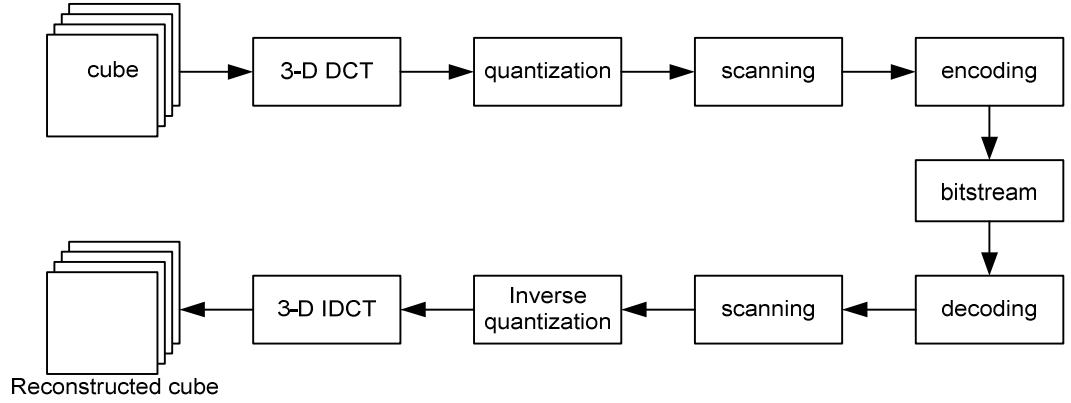 cube
3-D DCT
quantization
scanning
encoding
bitstream
decoding
scanning
Inverse
quantization
3-D IDCT
Reconstructed cube